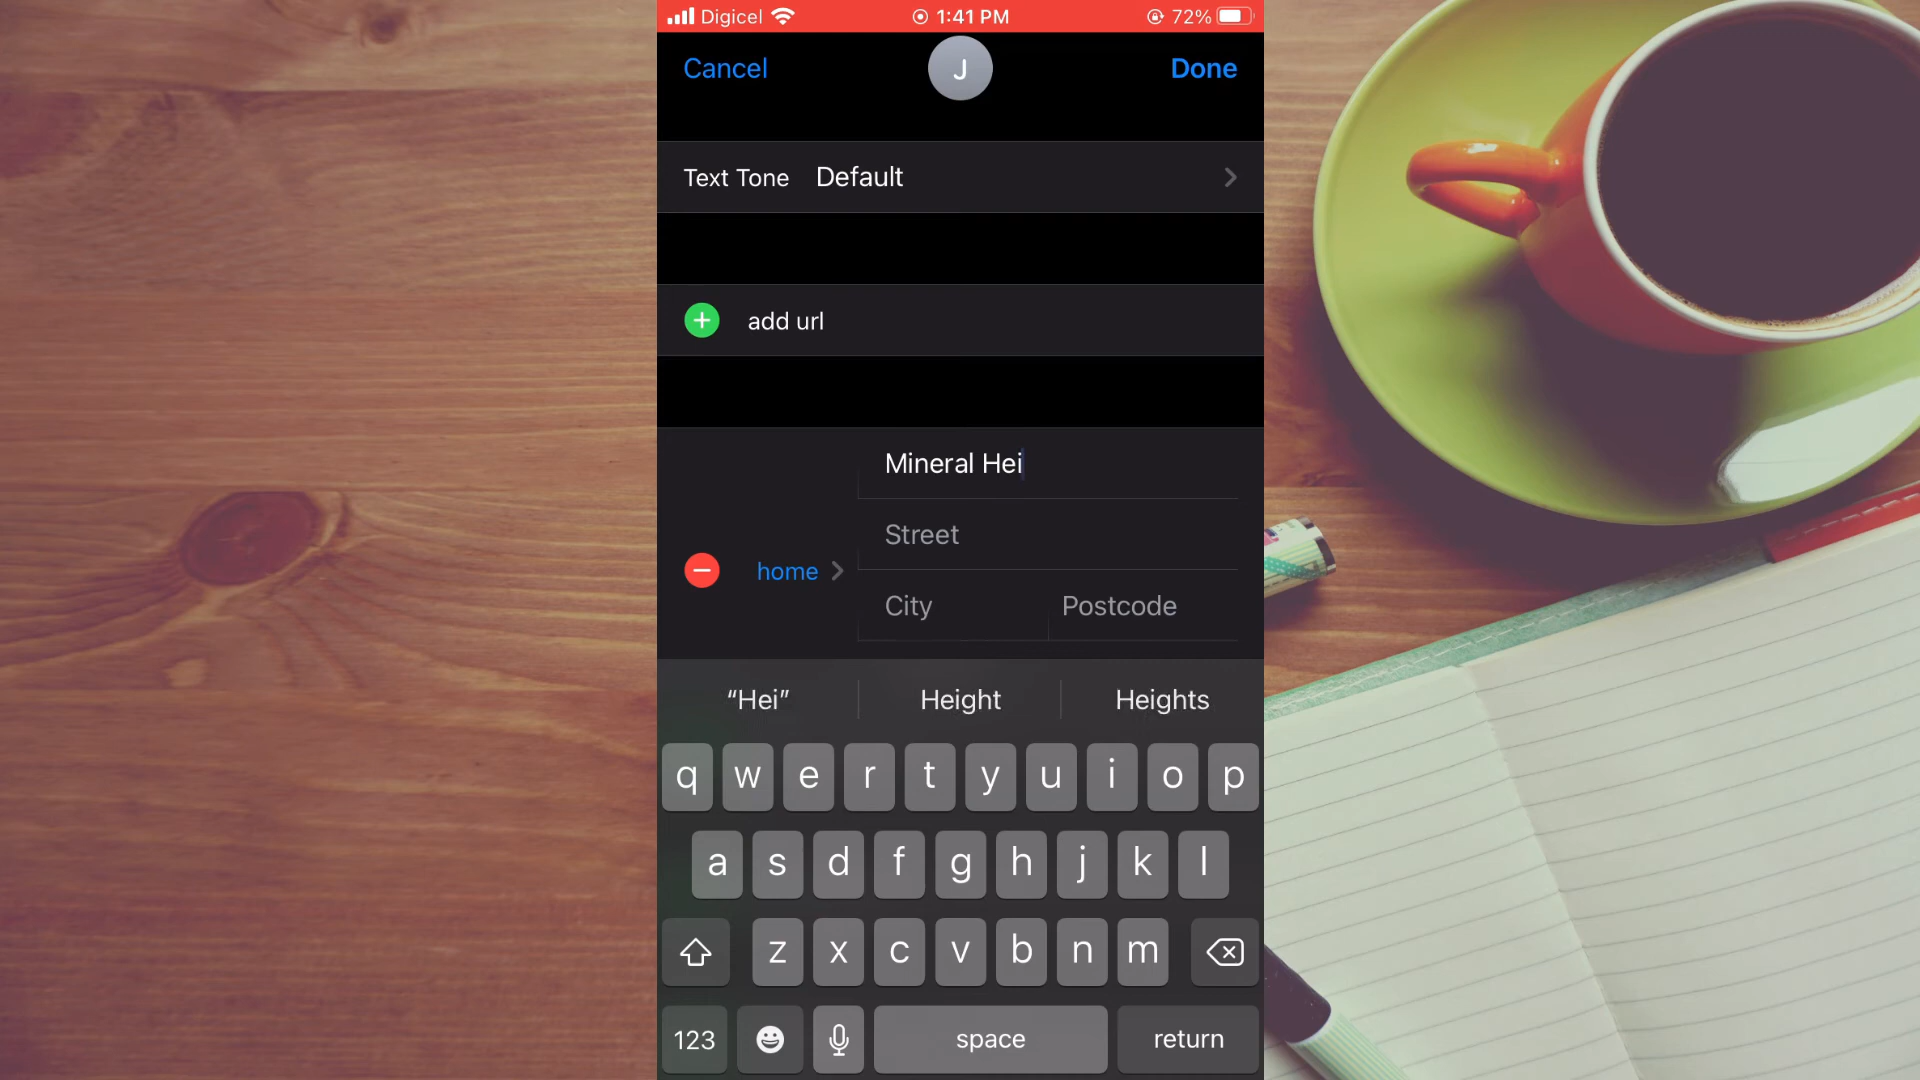 Digicel 1:41 PM 72%
Cancel J Done
Text Tone Default
add url
Mineral Hei
Street
home
City Postcode
“Hei” Height Heights
q w e r t y u i o p
a s d f g h j k l
z x c v b n m
123 space return